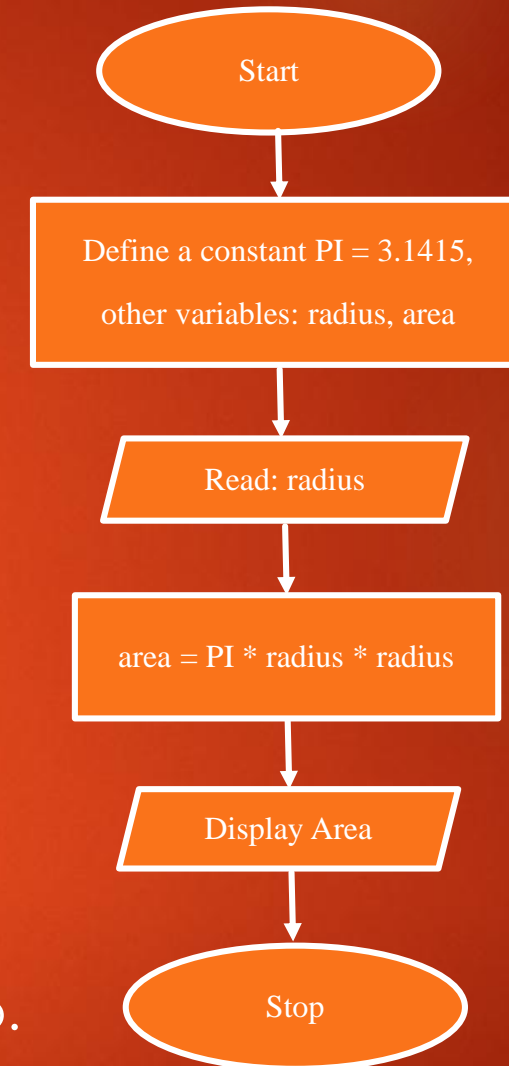 Start
Define a constant PI = 3.1415,
other variables: radius, area
Read: radius
area = PI * radius * radius
Display Area
Stop